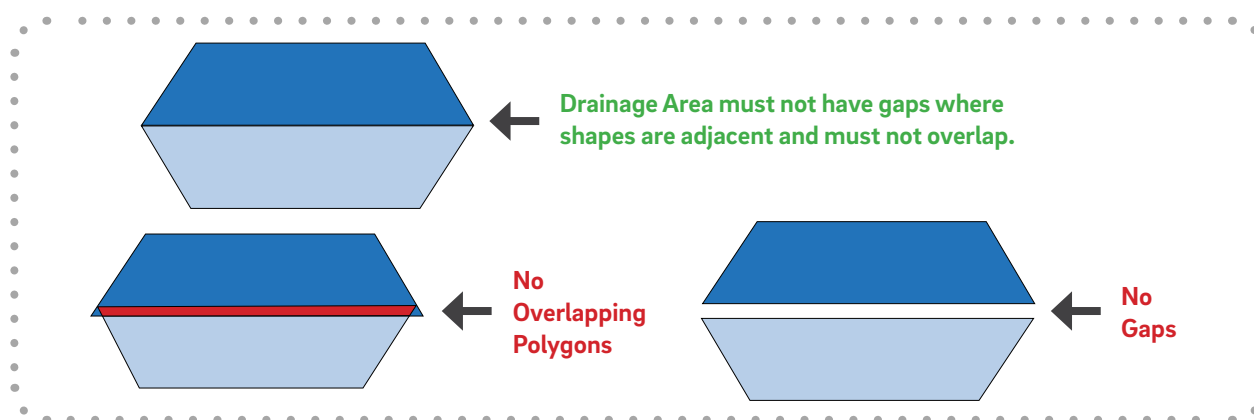 Drainage Area must not have gaps where
shapes are adjacent and must not overlap.
No
Overlapping
Polygons
No
Gaps